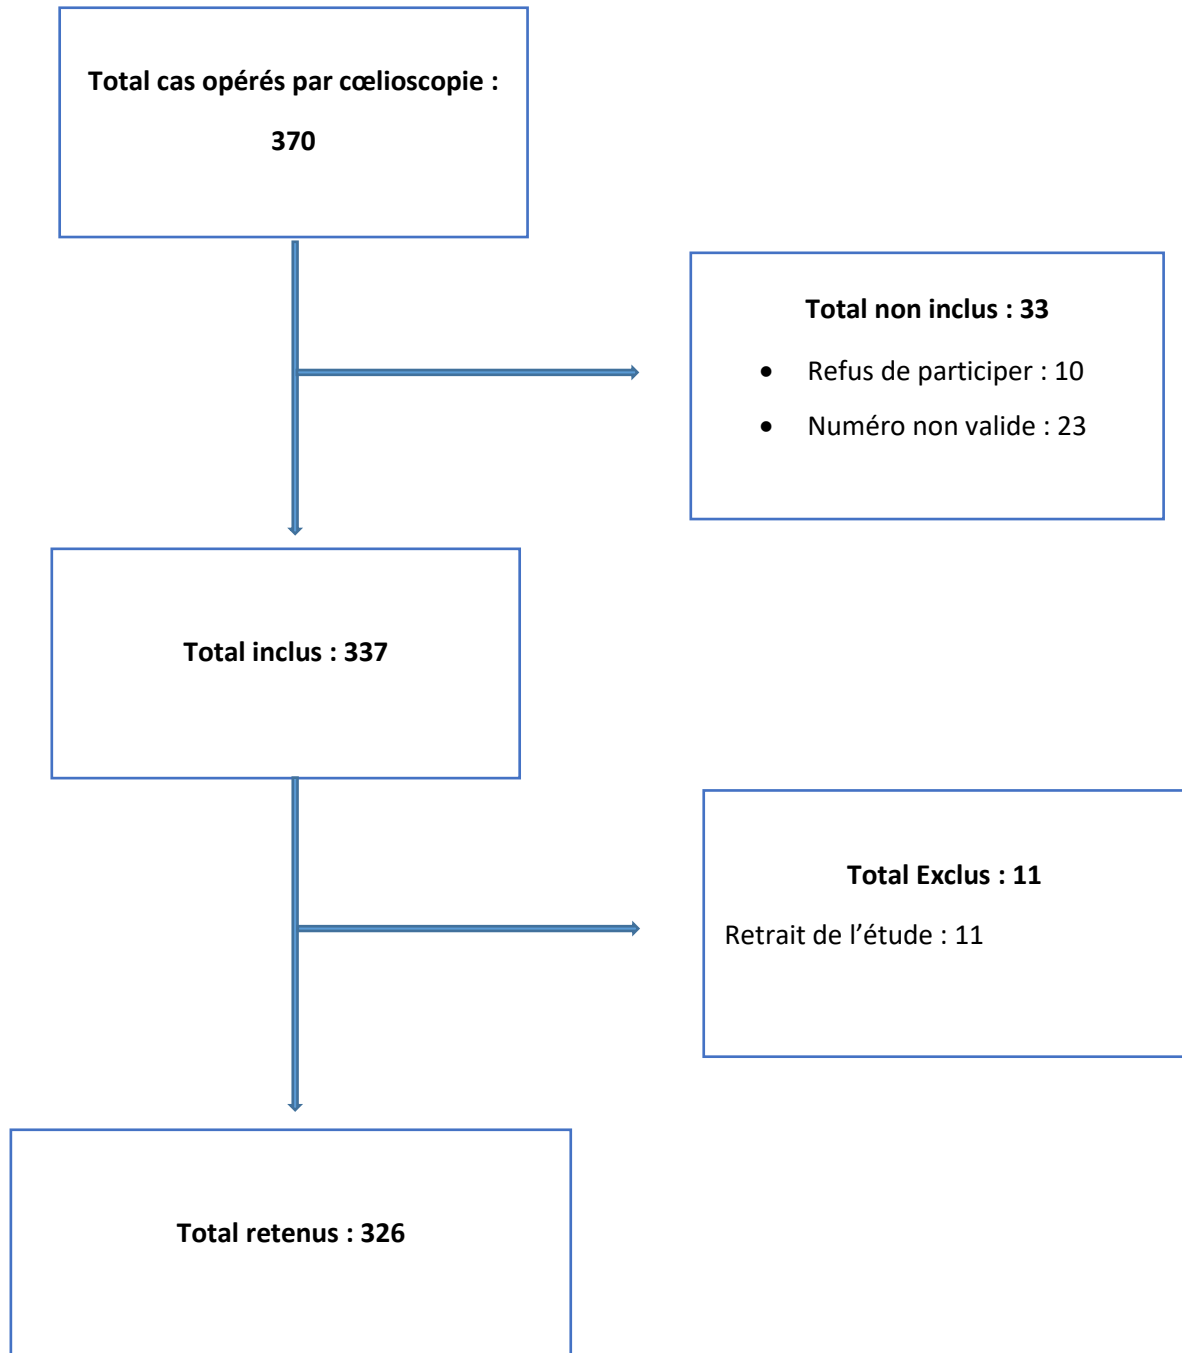 Total cas opérés par cœlioscopie :
370
Total non inclus : 33
• Refus de participer : 10
• Numéro non valide : 23
Total inclus : 337
Total Exclus : 11
Retrait de l’étude : 11
Total retenus : 326